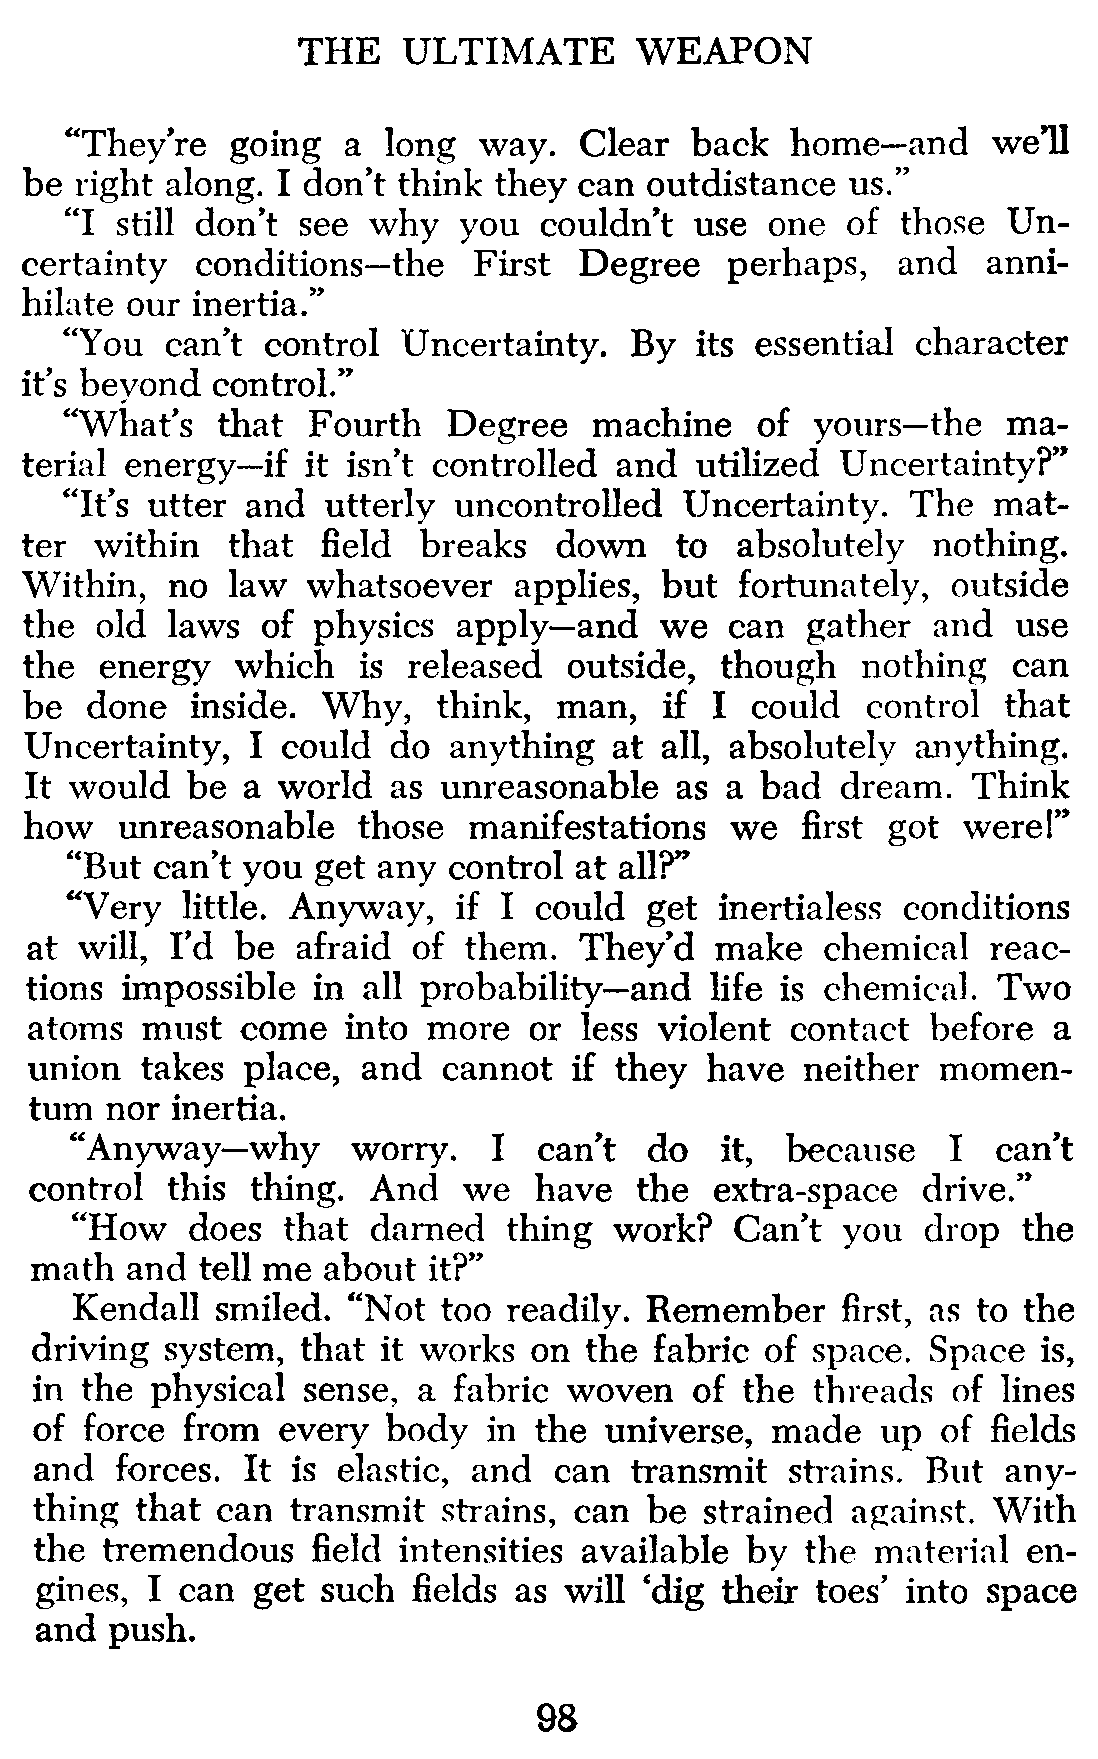 THE ULTIMATE WEAPON
“They’re going a long way. Clear back home—and we’ll
be right along. I don’t think they can outdistance us.”
“I still don’t see why you couldn’t use one of those Un-
certainty conditions—the First Degree perhaps, and anni-
hilate our inertia.”
“You can’t control Uncertainty. By its essential character
it’s beyond control.”
“What’s that Fourth Degree machine of yours—the ma-
terial energy—if it isn’t controlled and utilized Uncertainty?”
“It’s utter and utterly uncontrolled Uncertainty. The mat-
ter within that field breaks down to absolutely nothing.
Within, no law whatsoever applies, but fortunately, outside
the old laws of physics apply—and we can gather and use
the energy which is released outside, though nothing can
be done inside. Why, think, man, if I could control that
Uncertainty, I could do anything at all, absolutely anything.
It would be a world as unreasonable as a bad dream. Think
how unreasonable those manifestations we first got were!”
“But can’t you get any control at all?”
“Very little. Anyway, if I could get inertialess conditions
at will, I’d be afraid of them. They’d make chemical reac-
tions impossible in all probability—and life is chemical. Two
atoms must come into more or less violent contact before a
union takes place, and cannot if they have neither momen-
tum nor inertia.
“Anyway—why worry. I can’t do it, because I can’t
control this thing. And we have the extra-space drive.”
“How does that darned thing work? Can’t you drop the
math and tell me about it?”
Kendall smiled. “Not too readily. Remember first, as to the
driving system, that it works on the fabric of space. Space is,
in the physical sense, a fabric woven of the threads of lines
of force from every body in the universe, made up of fields
and forces. It is elastic, and can transmit strains. But any-
thing that can transmit strains, can be strained against. With
the tremendous field intensities available by the material en-
gines, I can get such fields as will ‘dig their toes’ into space
and push.
98